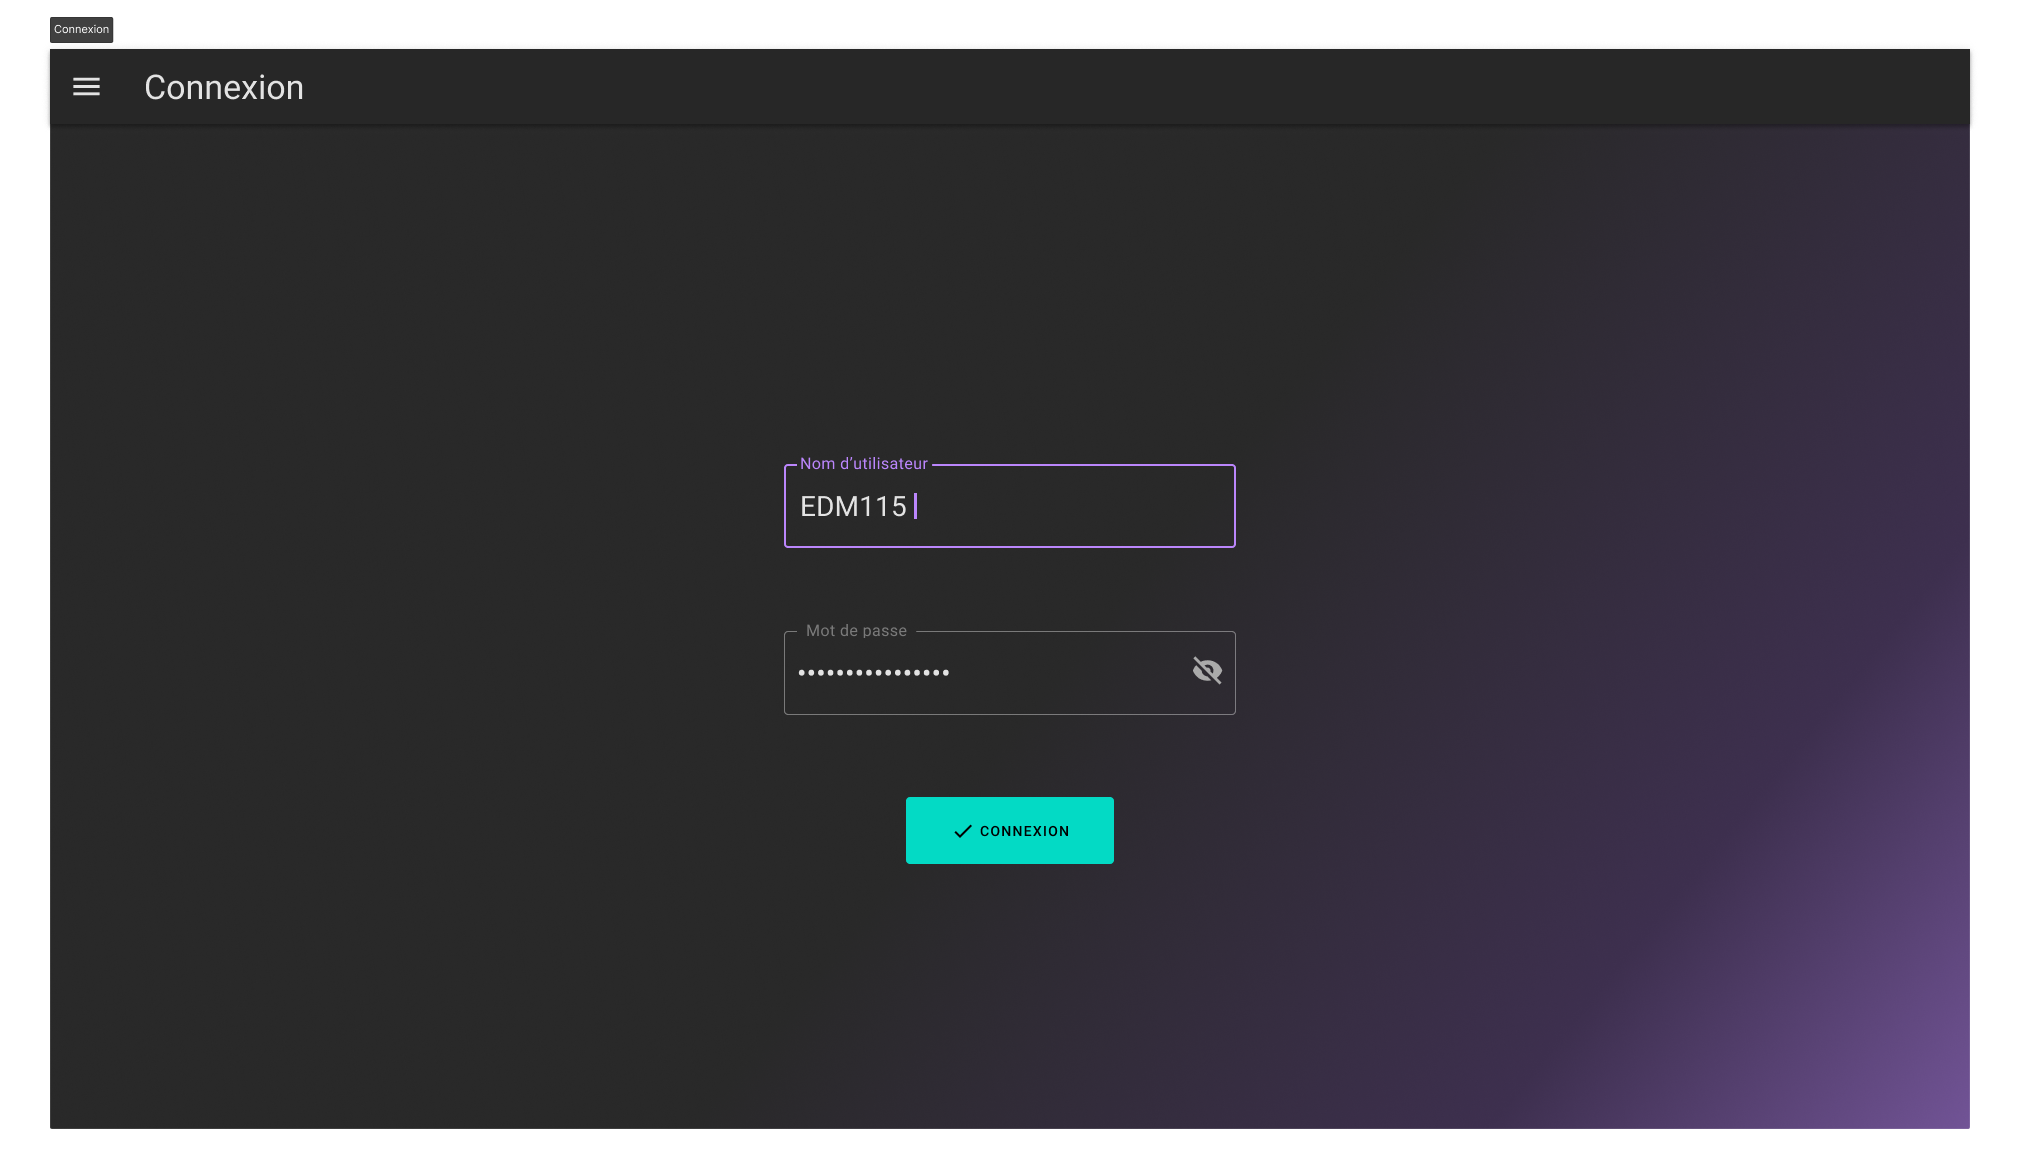 Connexion
Connexion
Nom d’utilisateur
EDM115
Mot de passe
••••••••••••••••
CONNEXION